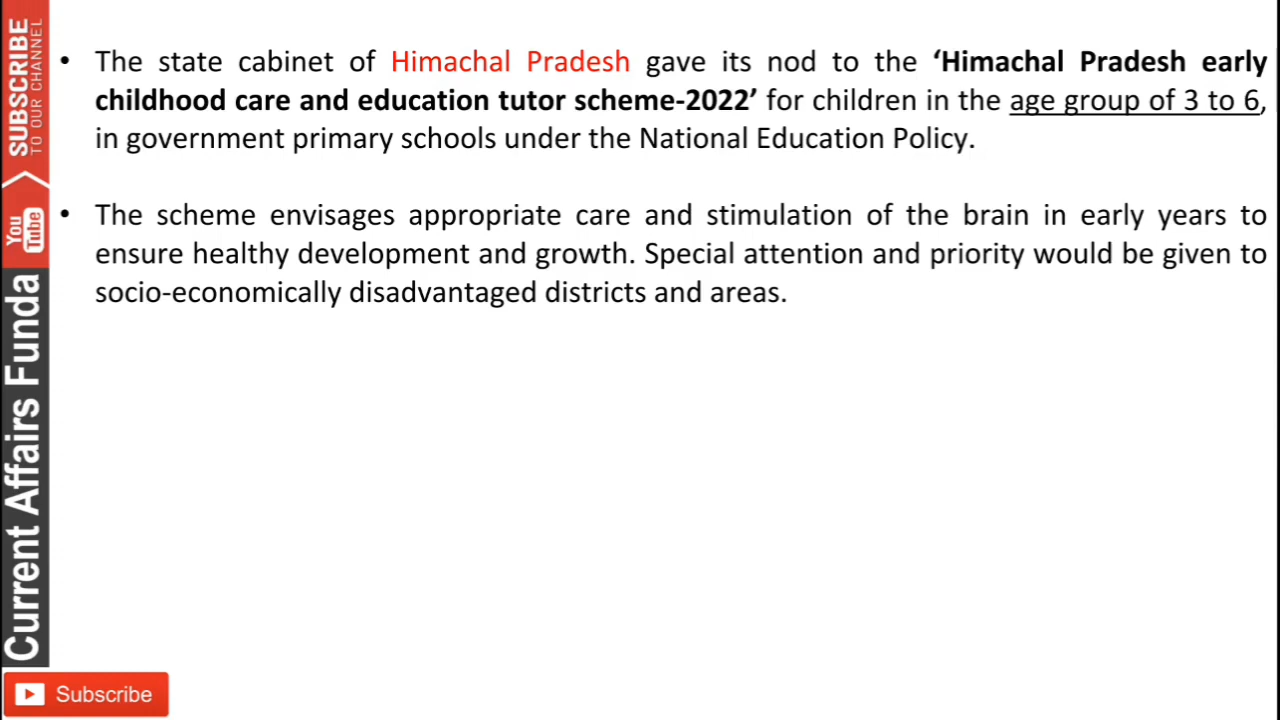 • The state cabinet of Himachal Pradesh gave its nod to the ‘Himachal Pradesh early
childhood care and education tutor scheme-2022’ for children in the age group of 3 to 6,
in government primary schools under the National Education Policy.
• The scheme envisages appropriate care and stimulation of the brain in early years to
ensure healthy development and growth. Special attention and priority would be given to
socio-economically disadvantaged districts and areas.
SUBSCRIBE
TO OUR CHANNEL
You
Tube
Current Affairs Funda
Subscribe